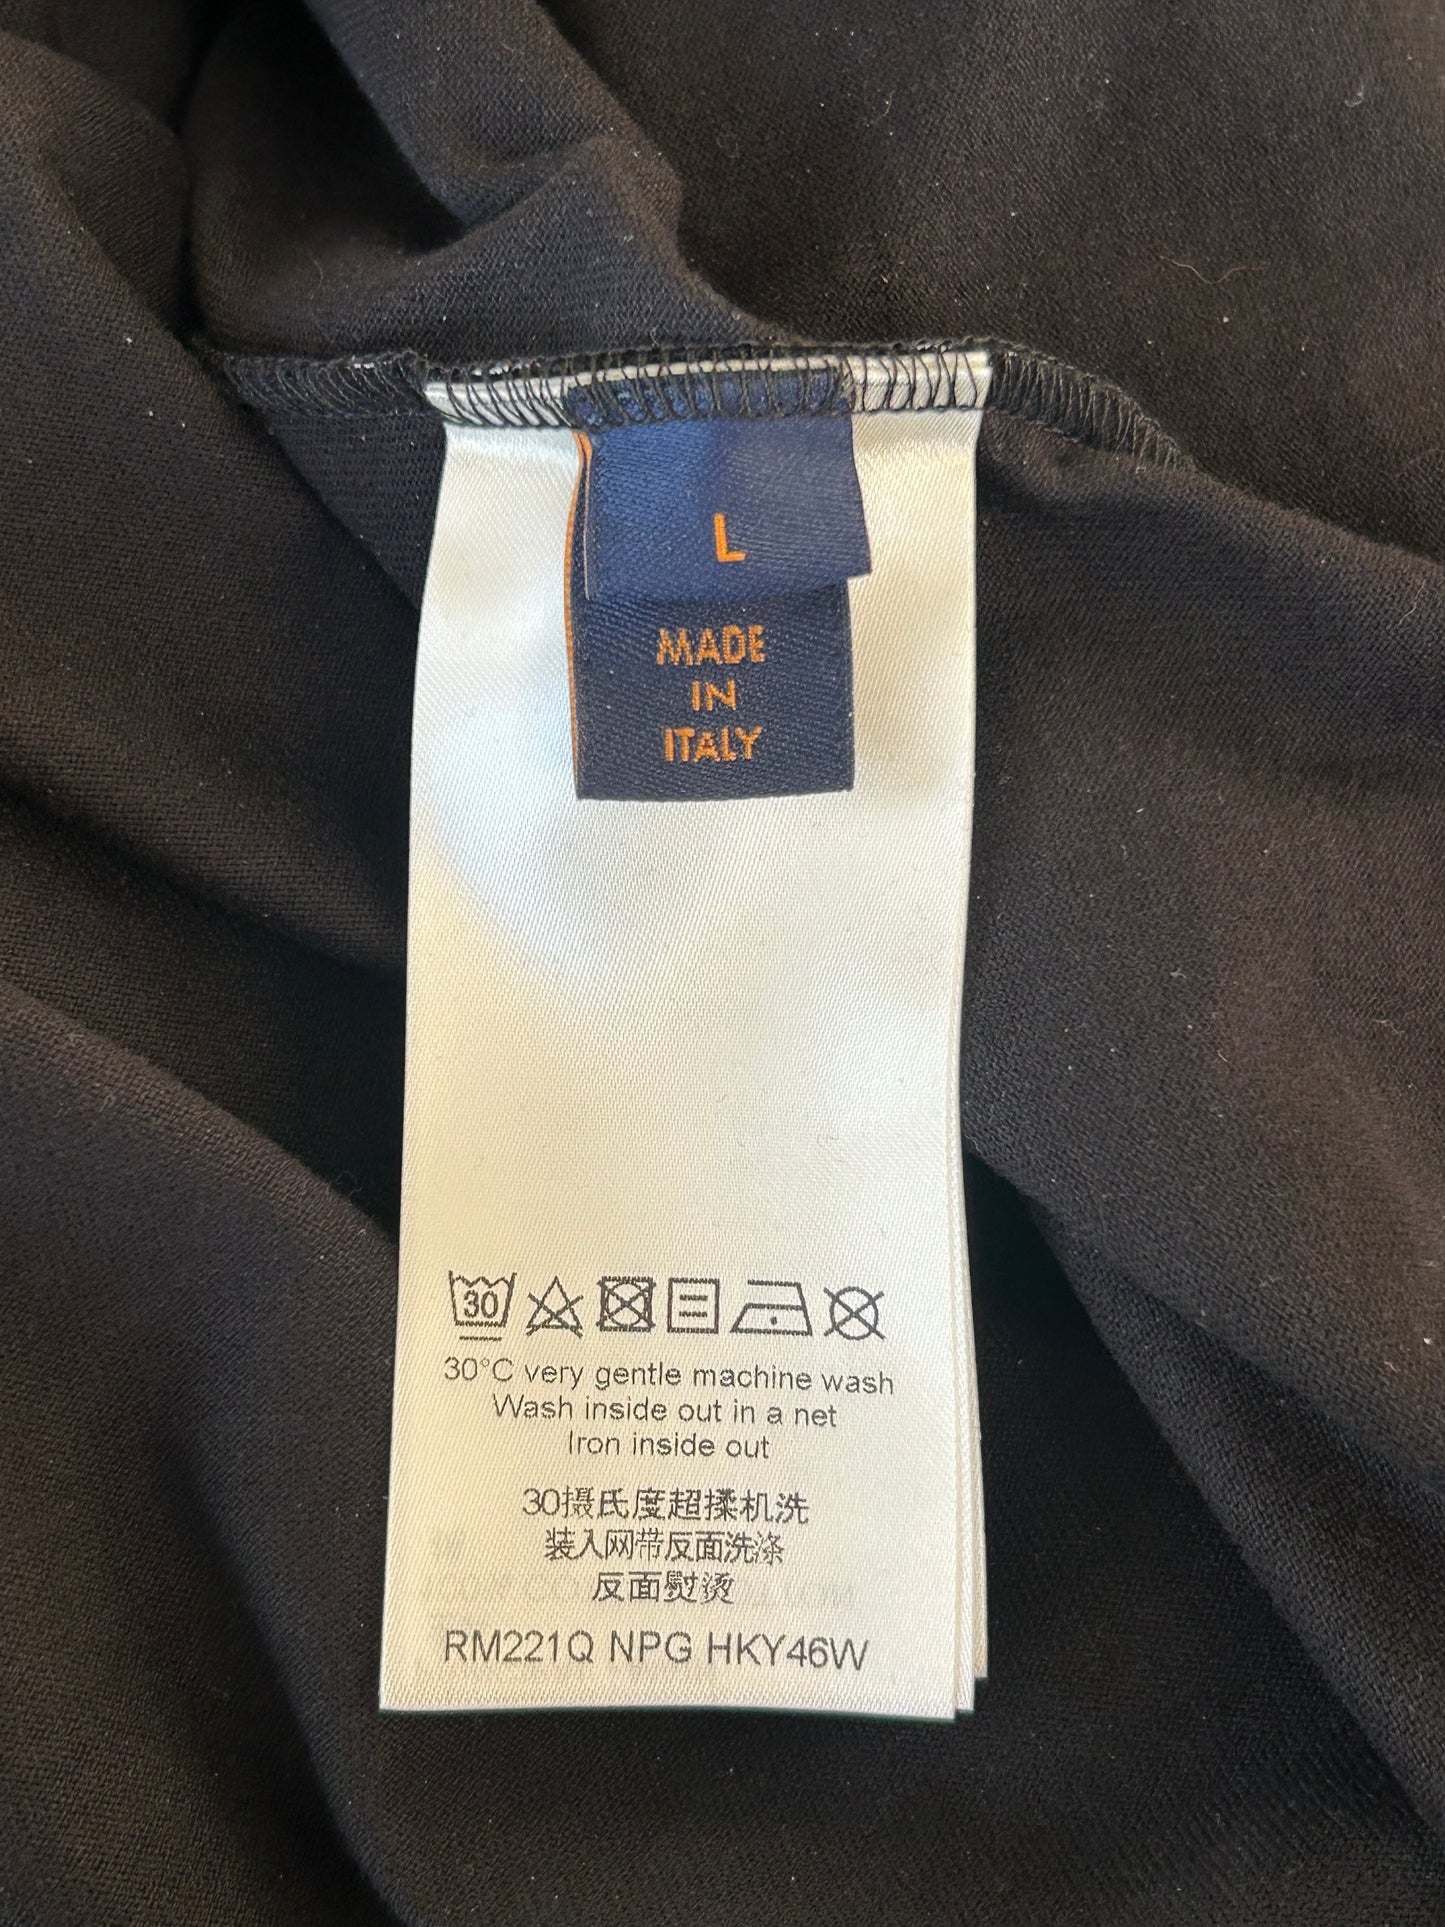 L
MADE
IN
ITALY
30
30°C very gentle machine wash
Wash inside out in a net
Iron inside out
30摄氏度超揉机洗
装入网带反面洗涤
反面熨烫
RM221Q NPG HKY46W